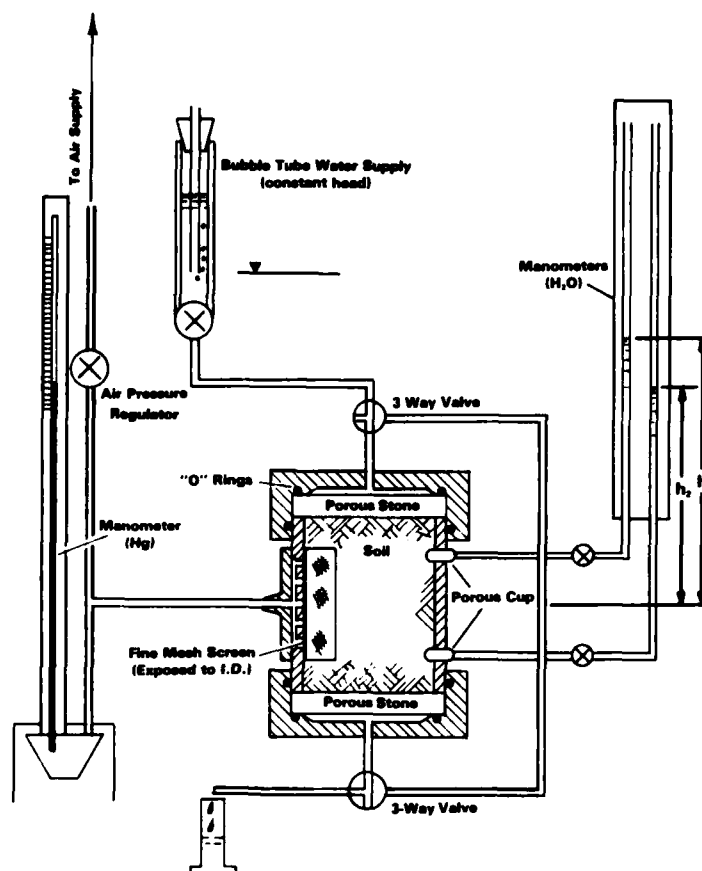 To Air Supply
Bubble Tube Water Supply
(constant head)
Manometers
(H₂O)
Air Pressure
Regulator
3 Way Valve
"O" Rings
Porous Stone
Soil
Manometer
(Hg)
Porous Cup
h₂
Fine Mesh Screen
(Exposed to I.D.)
Porous Stone
3-Way Valve